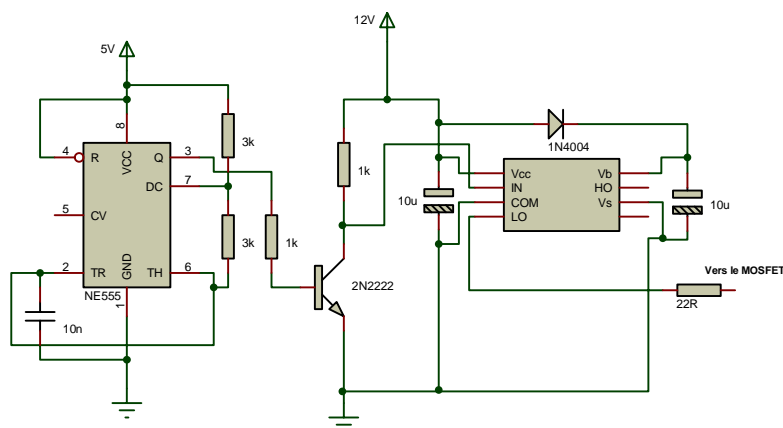 12V
5V
3k
8
4
R
VCC
Q
3
DC
7
5
CV
3k
1k
2
TR
GND
TH
6
NE555
1
10n
1k
2N2222
10u
1N4004
Vcc
IN
COM
LO
Vb
HO
Vs
10u
Vers le MOSFET
22R